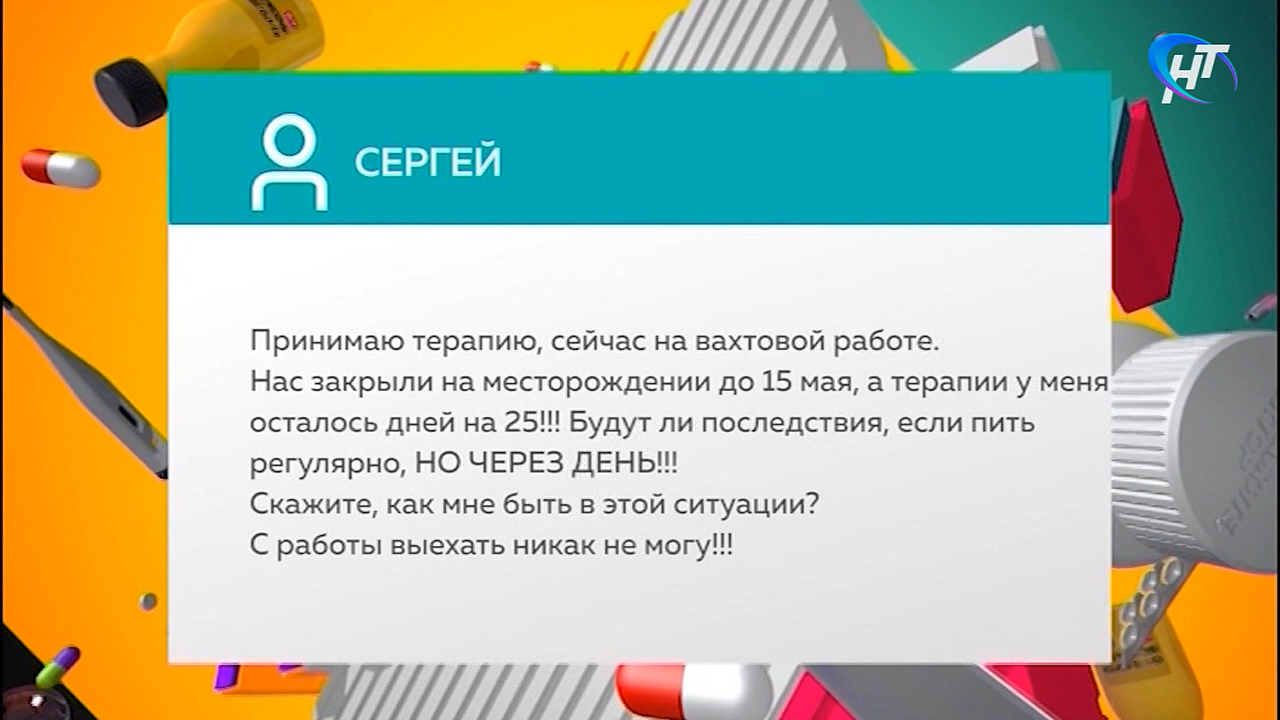 НТ
СЕРГЕЙ
Принимаю терапию, сейчас на вахтовой работе.
Нас закрыли на месторождении до 15 мая, а терапии у меня
осталось дней на 25!!! Будут ли последствия, если пить
регулярно, НО ЧЕРЕЗ ДЕНЬ!!!
Скажите, как мне быть в этой ситуации?
С работы выехать никак не могу!!!